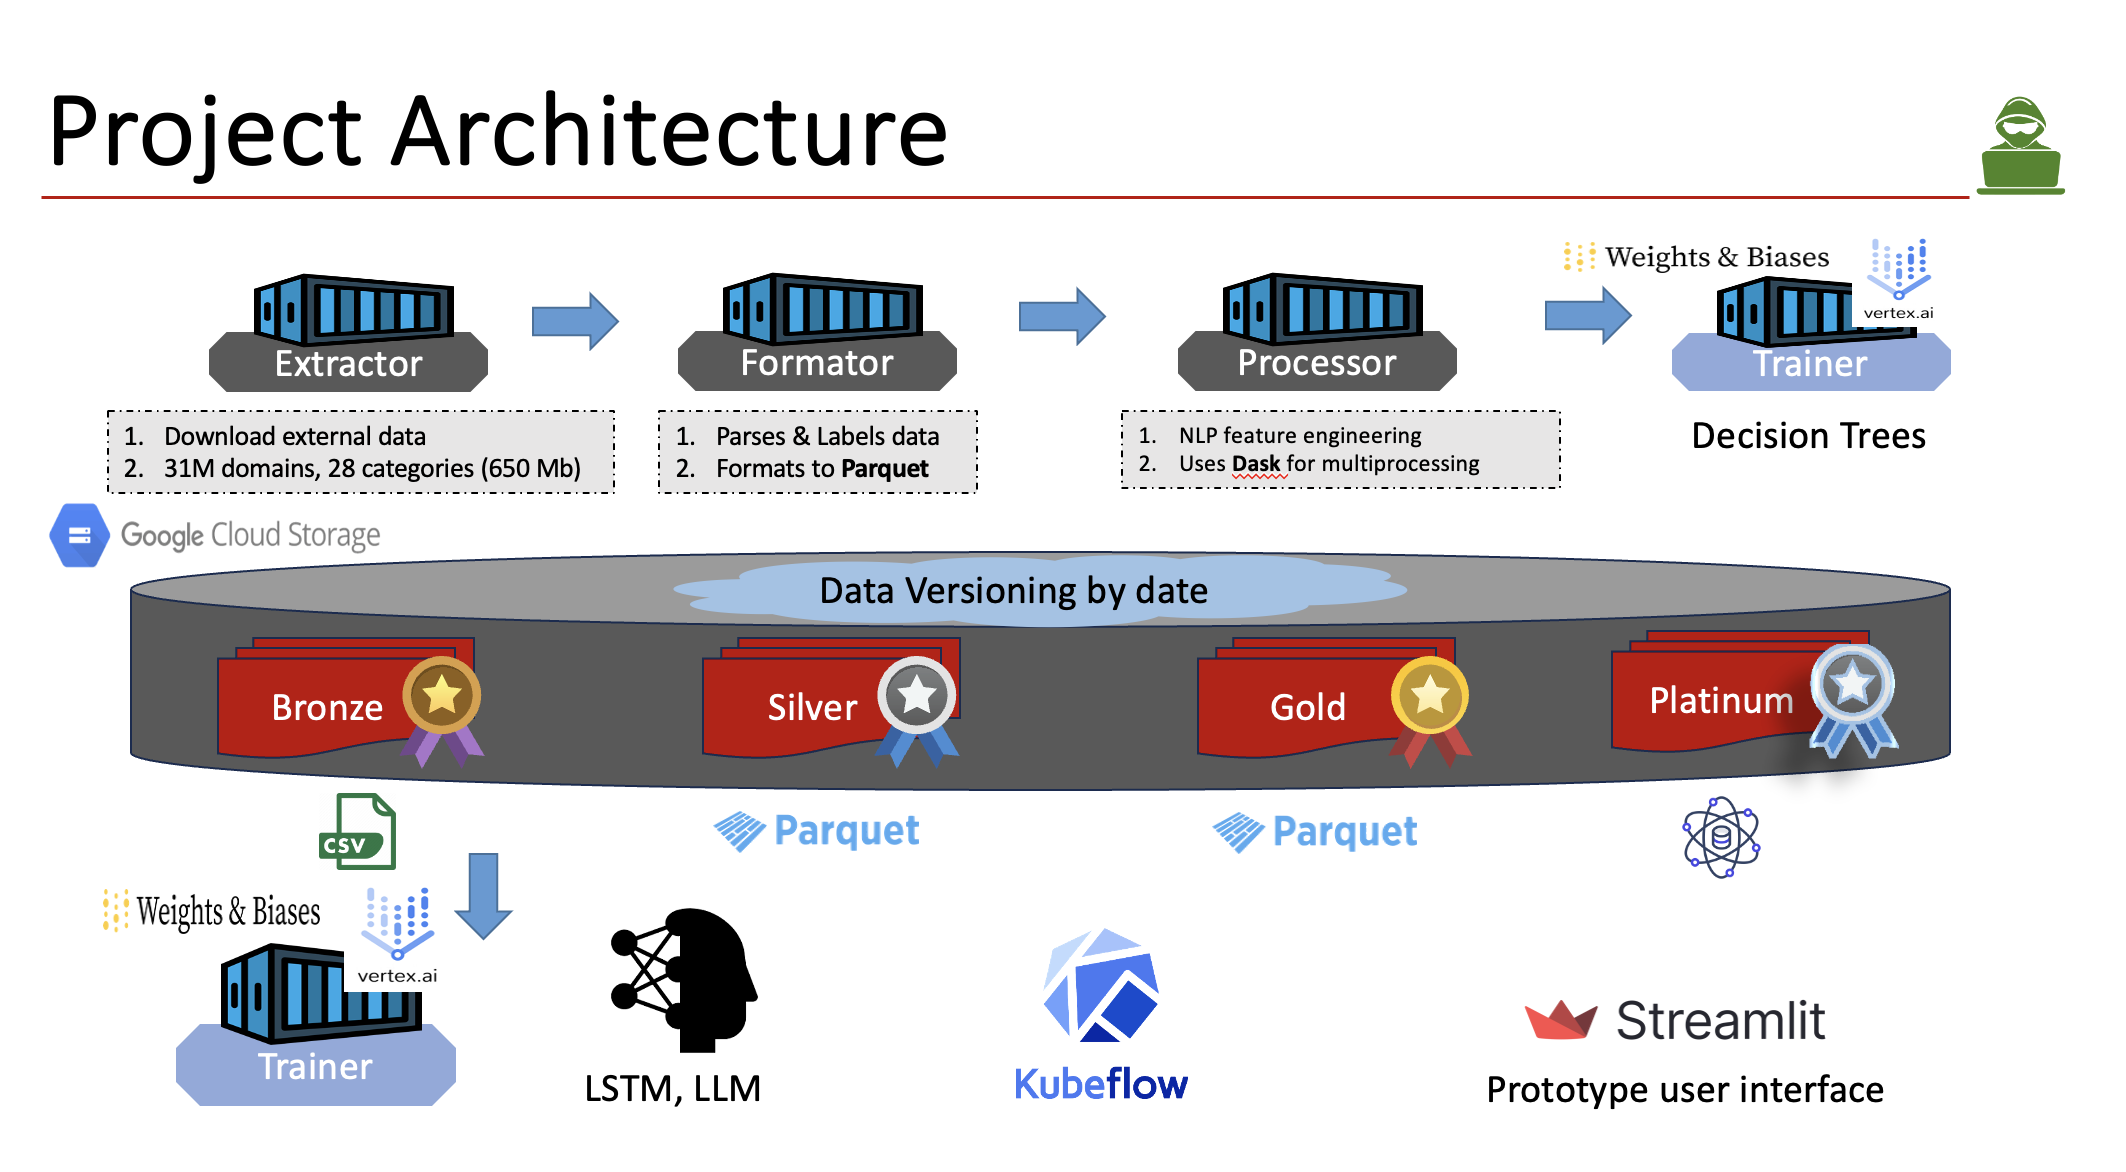 Project Architecture
Weights & Biases
vertex.ai
Extractor
Formator
Processor
Trainer
1. Download external data
2. 31M domains, 28 categories (650 Mb)
1. Parses & Labels data
2. Formats to Parquet
1. NLP feature engineering
2. Uses Dask for multiprocessing
Decision Trees
Google Cloud Storage
Data Versioning by date
Bronze
Silver
Gold
Platinum
CSV
Parquet
Parquet
Weights & Biases
vertex.ai
Trainer
LSTM, LLM
Kubeflow
Streamlit
Prototype user interface